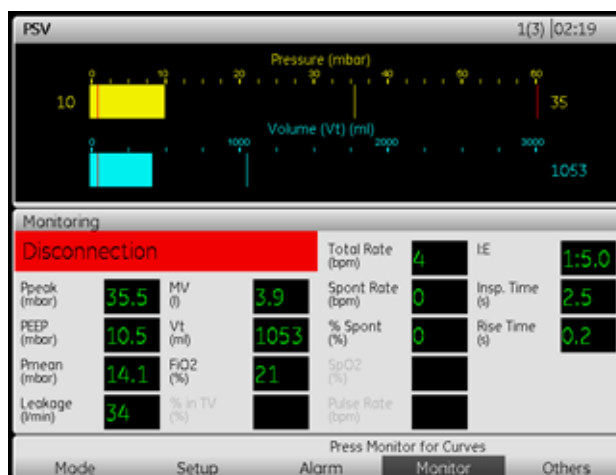 PSV 1(3) |02:19
Pressure (mbar)
0 10 20 30 40 50 60
10 35
Volume (Vt) (ml)
0 1000 2000 3000
1053
Monitoring
Disconnection
Total Rate (bpm) 4 I:E 1:5.0
Ppeak (mbar) 35.5 MV (l) 3.9 Spont Rate (bpm) 0 Insp. Time (s) 2.5
PEEP (mbar) 10.5 Vt (ml) 1053 % Spont (%) 0 Rise Time (s) 0.2
Pmean (mbar) 14.1 FiO2 (%) 21 SpO2 (%)
Leakage (l/min) 34 % in TV (%) Pulse Rate (bpm)
Press Monitor for Curves
Mode Setup Alarm Monitor Others